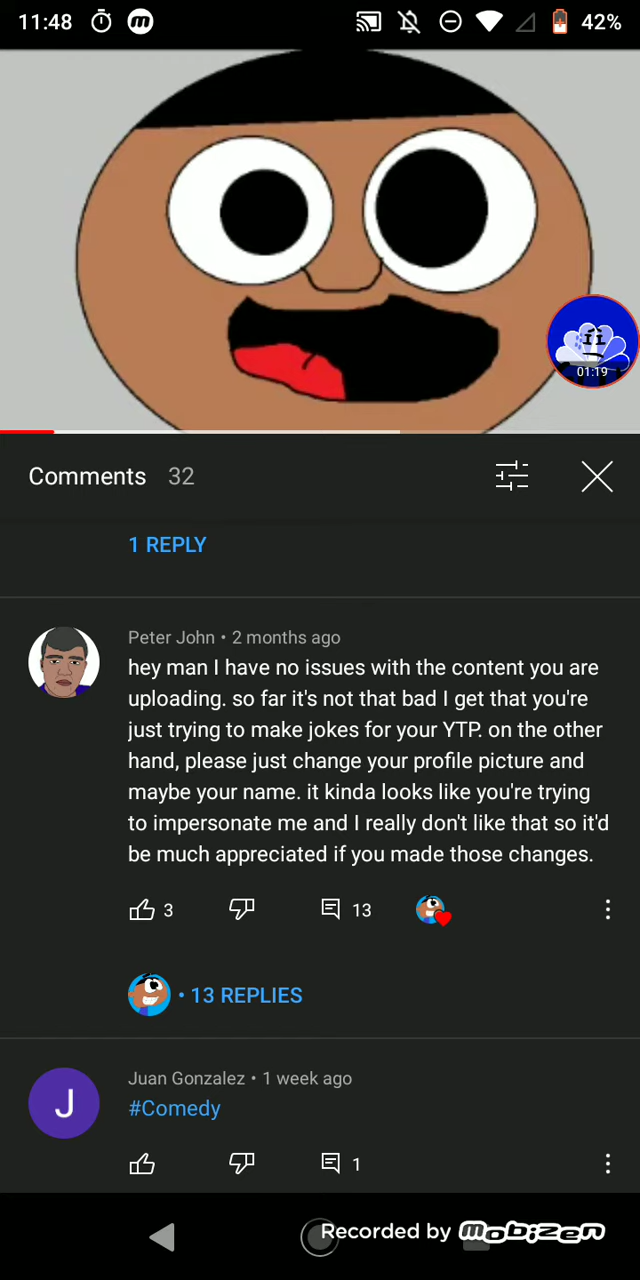 11:48
42%
01:19
Comments 32
1 REPLY
Peter John • 2 months ago
hey man I have no issues with the content you are
uploading. so far it's not that bad I get that you're
just trying to make jokes for your YTP. on the other
hand, please just change your profile picture and
maybe your name. it kinda looks like you're trying
to impersonate me and I really don't like that so it'd
be much appreciated if you made those changes.
3
13
• 13 REPLIES
J
Juan Gonzalez • 1 week ago
#Comedy
1
Recorded by mobizen